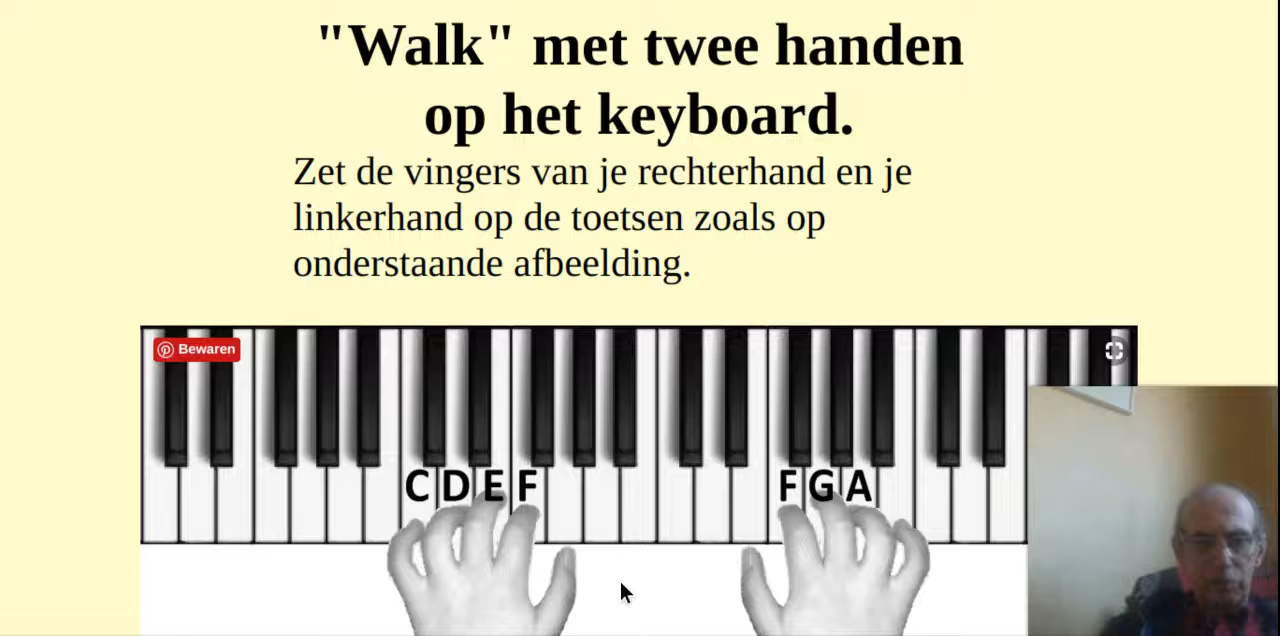 "Walk" met twee handen
op het keyboard.
Zet de vingers van je rechterhand en je
linkerhand op de toetsen zoals op
onderstaande afbeelding.
Bewaren
C D E F F G A